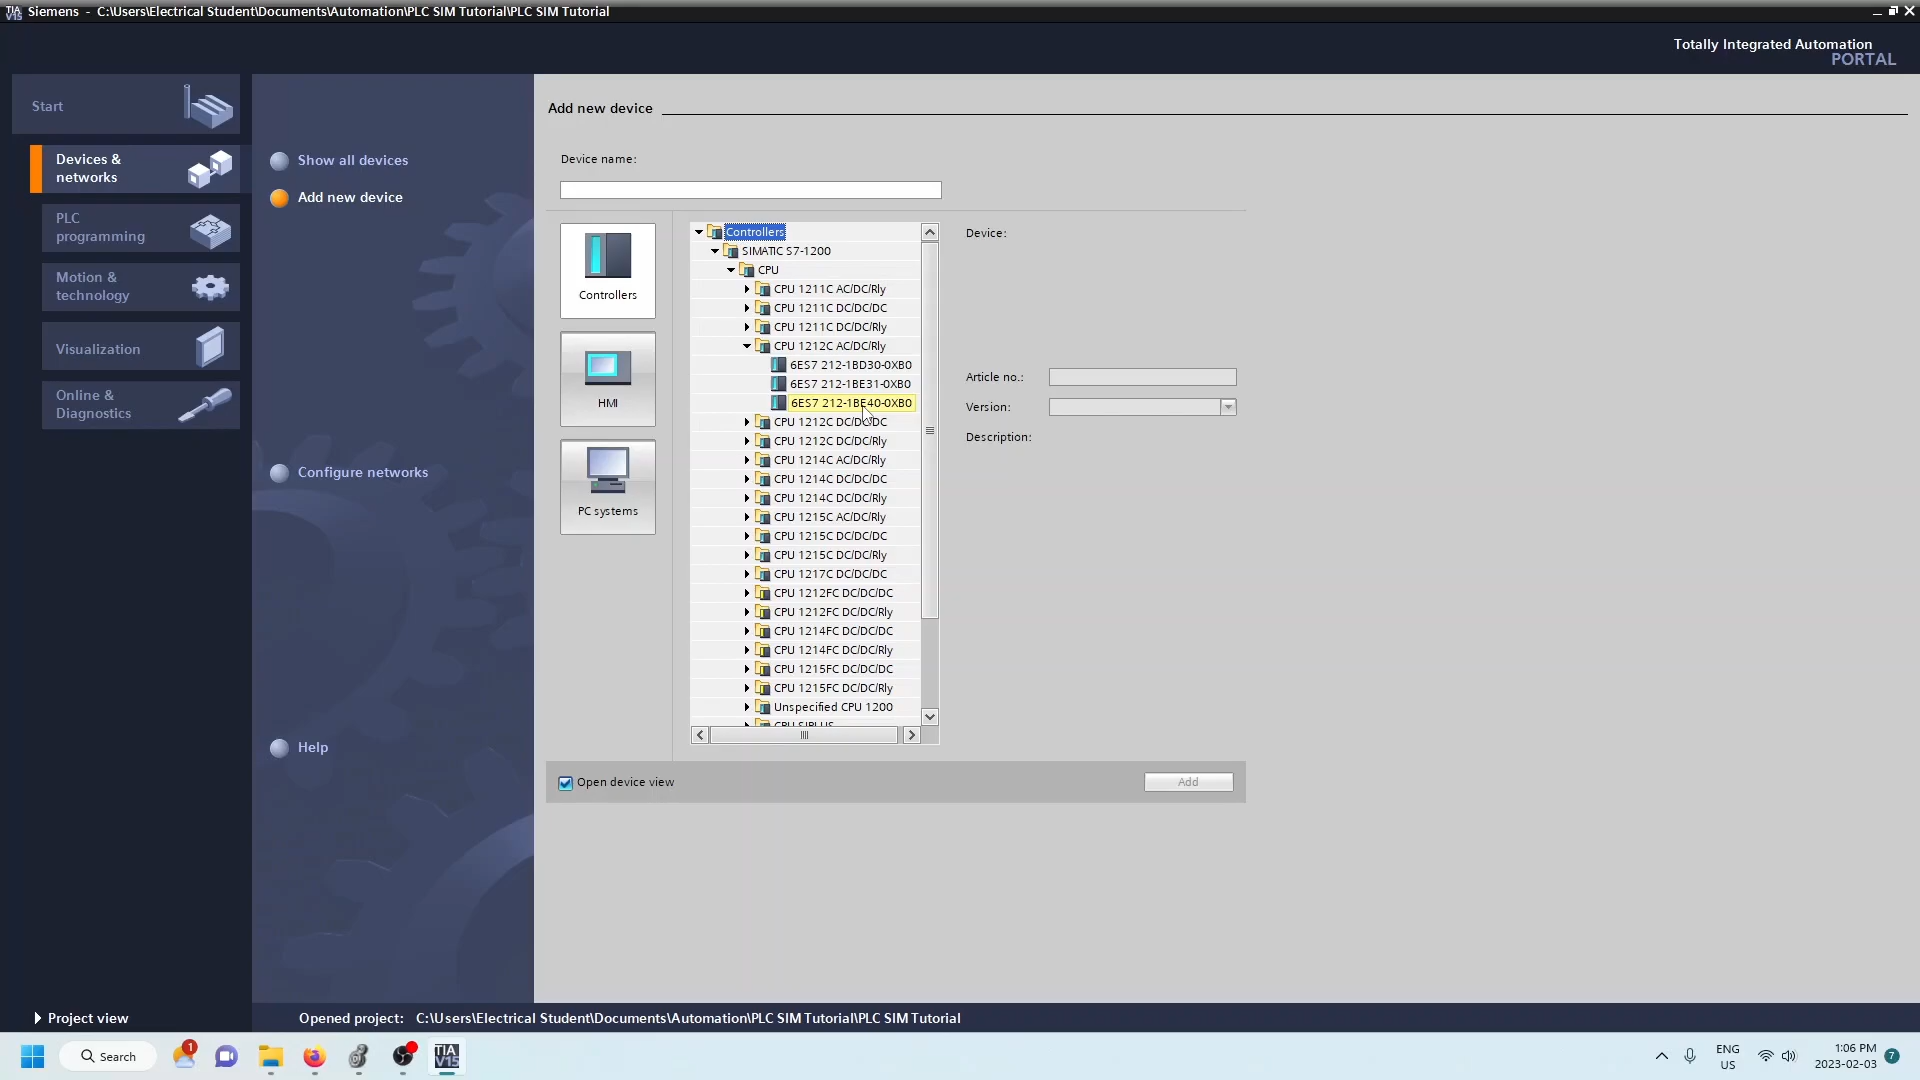 Siemens - C:\Users\Electrical Student\Documents\Automation\PLC SIM Tutorial\PLC SIM Tutorial
Totally Integrated Automation
PORTAL
Start
Devices &
networks
PLC
programming
Motion &
technology
Visualization
Online &
Diagnostics
Show all devices
Add new device
Configure networks
Help
Add new device
Device name:
Controllers
HMI
PC systems
Controllers
SIMATIC S7-1200
CPU
CPU 1211C AC/DC/Rly
CPU 1211C DC/DC/DC
CPU 1211C DC/DC/Rly
CPU 1212C AC/DC/Rly
6ES7 212-1BD30-0XB0
6ES7 212-1BE31-0XB0
6ES7 212-1BE40-0XB0
CPU 1212C DC/DC/DC
CPU 1212C DC/DC/Rly
CPU 1214C AC/DC/Rly
CPU 1214C DC/DC/DC
CPU 1214C DC/DC/Rly
CPU 1215C AC/DC/Rly
CPU 1215C DC/DC/DC
CPU 1215C DC/DC/Rly
CPU 1217C DC/DC/DC
CPU 1212FC DC/DC/DC
CPU 1212FC DC/DC/Rly
CPU 1214FC DC/DC/DC
CPU 1214FC DC/DC/Rly
CPU 1215FC DC/DC/DC
CPU 1215FC DC/DC/Rly
Unspecified CPU 1200
CPU SIPLUS
Device:
Article no.:
Version:
Description:
Open device view
Add
Project view
Opened project: C:\Users\Electrical Student\Documents\Automation\PLC SIM Tutorial\PLC SIM Tutorial
1
Search
TIA
V15
ENG
US
1:06 PM
2023-02-03
7